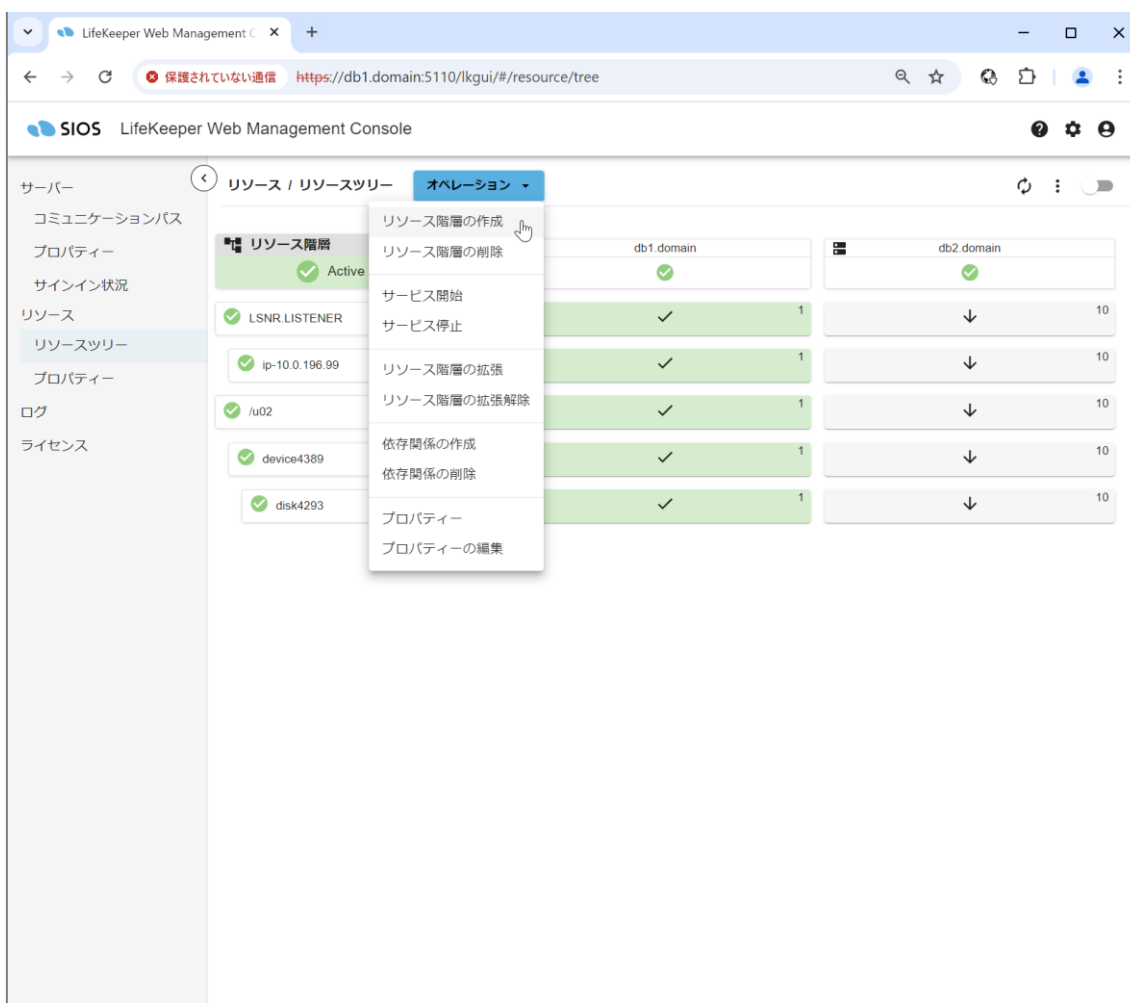 LifeKeeper Web Management C
保護されていない通信 https://db1.domain:5110/lkgui/#/resource/tree
SIOS LifeKeeper Web Management Console
サーバー
コミュニケーションパス
プロパティー
サインイン状況
リソース
リソースツリー
プロパティー
ログ
ライセンス
リソース / リソースツリー オペレーション
リソース階層の作成
リソース階層の削除
サービス開始
サービス停止
リソース階層の拡張
リソース階層の拡張解除
依存関係の作成
依存関係の削除
プロパティー
プロパティーの編集
リソース階層 db1.domain db2.domain
Active
LSNR.LISTENER 1 10
ip-10.0.196.99 1 10
/u02 1 10
device4389 1 10
disk4293 1 10